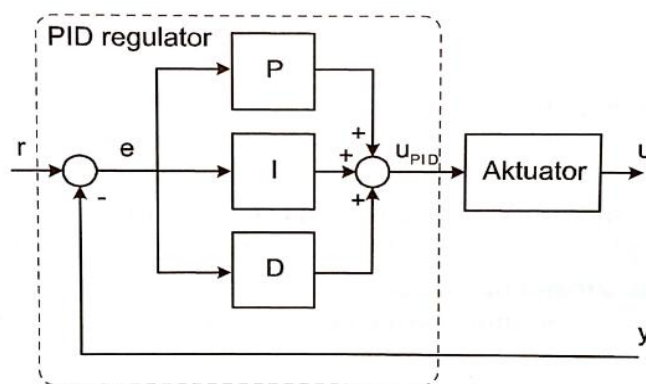 PID regulator
P
r
e
I
u_PID
Aktuator
u
D
y
+
+
+
-